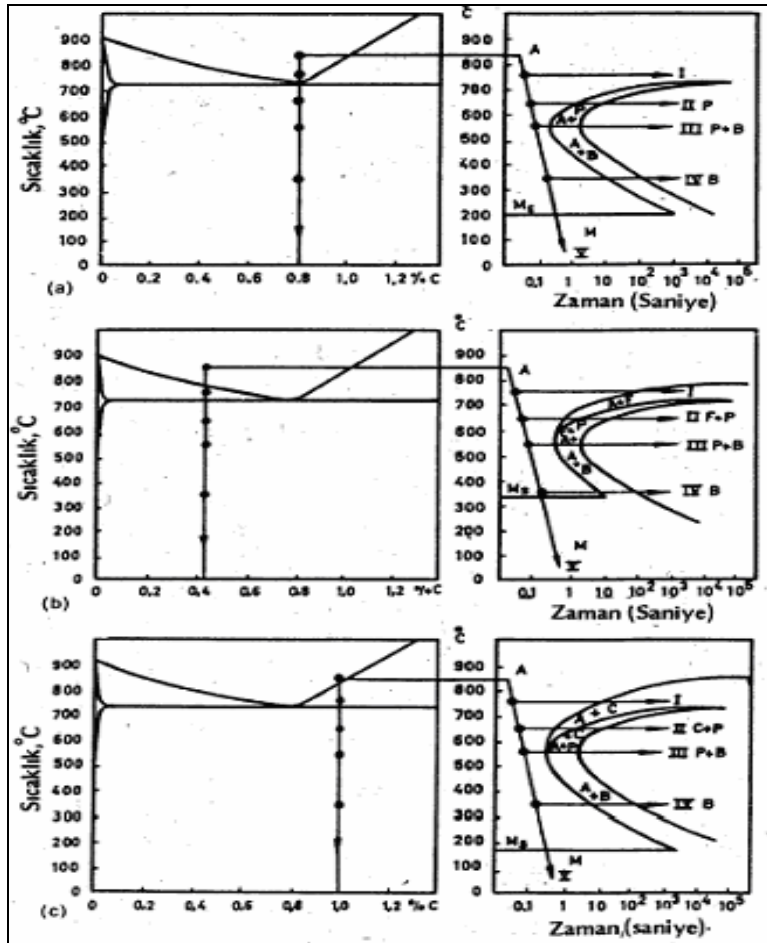 Sıcaklık, °C
900
800
700
600
500
400
300
200
100
0
0 0.2 0.4 0.6 0.8 1,0 1,2 % C
(a)
°C
900
800
700
600
500
400
300
200
100
0
A
I
II P
III P+B
IV B
A+P
A+B
Ms
M
V
0,1 1 10 10² 10³ 10⁴ 10⁵
Zaman (Saniye)
Sıcaklık, °C
900
800
700
600
500
400
300
200
100
0
0 0,2 0,4 0,6 0,8 1,0 % C
(b)
°C
900
800
700
600
500
400
300
200
100
0
A
I
II F+P
III P+B
IV B
A+F
A+B
Ms
M
V
0,1 1 10 10² 10³ 10⁴ 10⁵
Zaman (Saniye)
Sıcaklık, °C
900
800
700
600
500
400
300
200
100
0
0 0.2 0.4 0.6 0.8 1.0 1.2 % C
(c)
°C
900
800
700
600
500
400
300
200
100
0
A
I
II C+P
III P+B
IV B
A + C
A+P
A+B
Ms
M
V
0,1 1 10 10² 10³ 10⁴ 10⁵
Zaman,(saniye)